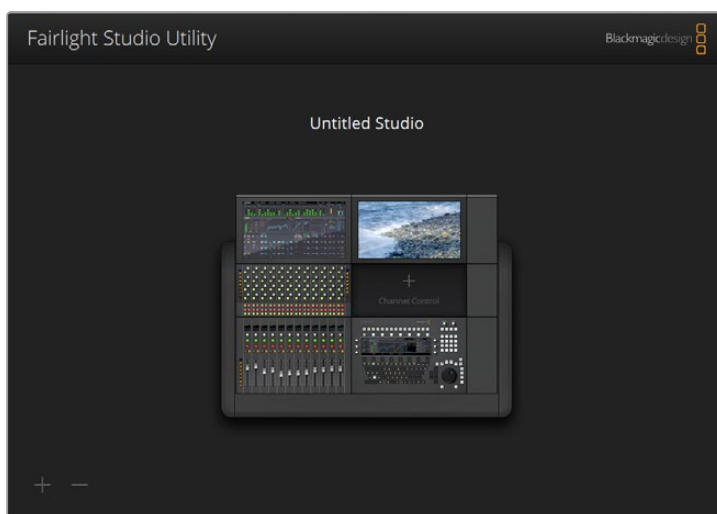 Fairlight Studio Utility
Blackmagicdesign
Untitled Studio
Channel Control